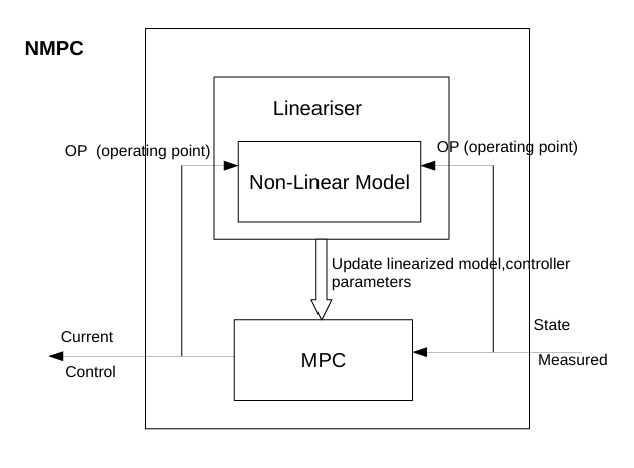 NMPC
Lineariser
OP  (operating point)
OP (operating point)
Non-Linear Model
Update linearized model,controller
parameters
Current
Control
MPC
State
Measured